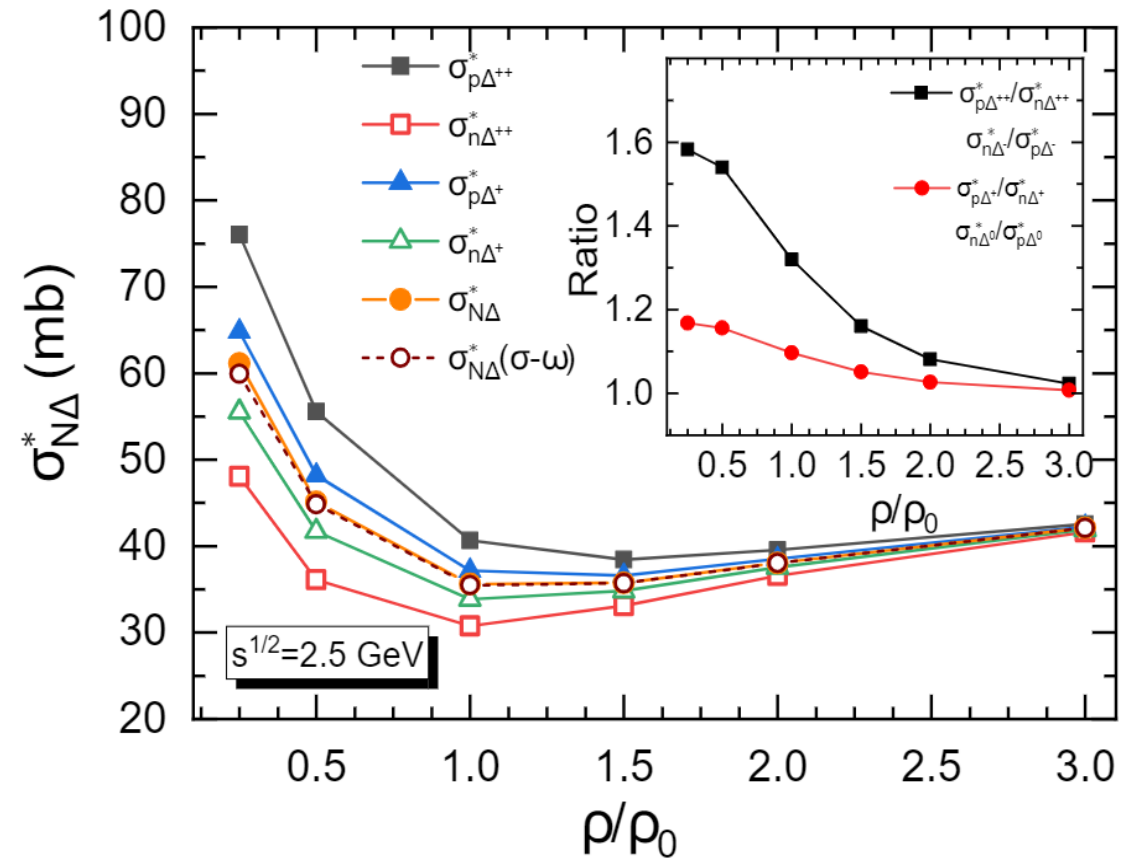 σ*NΔ (mb)
100
90
80
70
60
50
40
30
20
σ*pΔ++
σ*nΔ++
σ*pΔ+
σ*nΔ+
σ*NΔ
σ*NΔ(σ-ω)
s1/2=2.5 GeV
0.5 1.0 1.5 2.0 2.5 3.0
ρ/ρ0
Ratio
1.6
1.4
1.2
1.0
σ*pΔ++/σ*nΔ++
σ*nΔ-/σ*pΔ-
σ*pΔ+/σ*nΔ+
σ*nΔ0/σ*pΔ0
0.5 1.0 1.5 2.0 2.5 3.0
ρ/ρ0